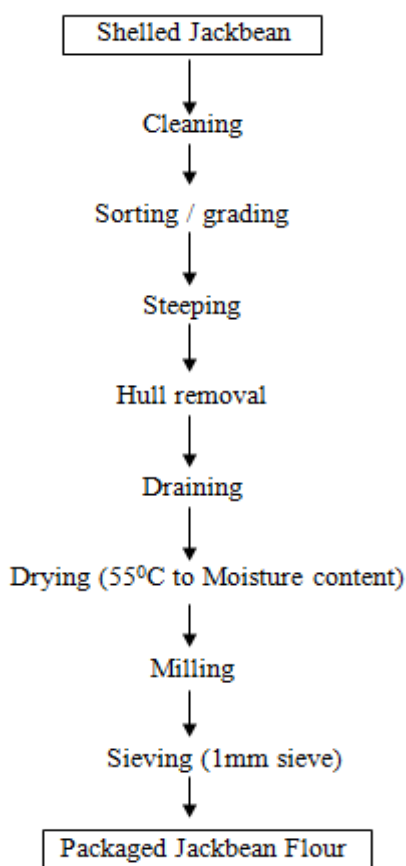 Shelled Jackbean
Cleaning
Sorting / grading
Steeping
Hull removal
Draining
Drying (55⁰C to Moisture content)
Milling
Sieving (1mm sieve)
Packaged Jackbean Flour